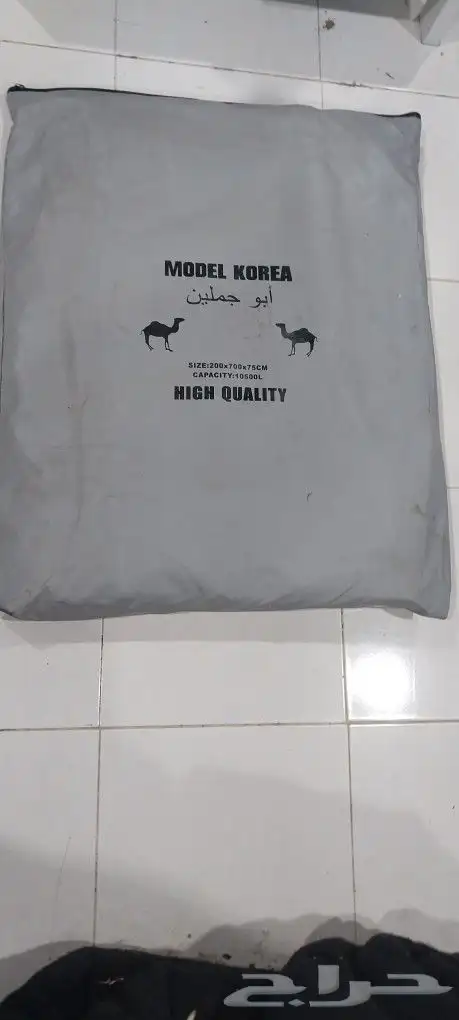 MODEL KOREA
أبو جملين
SIZE:200x700x75CM
CAPACITY:10500L
HIGH QUALITY
حراج